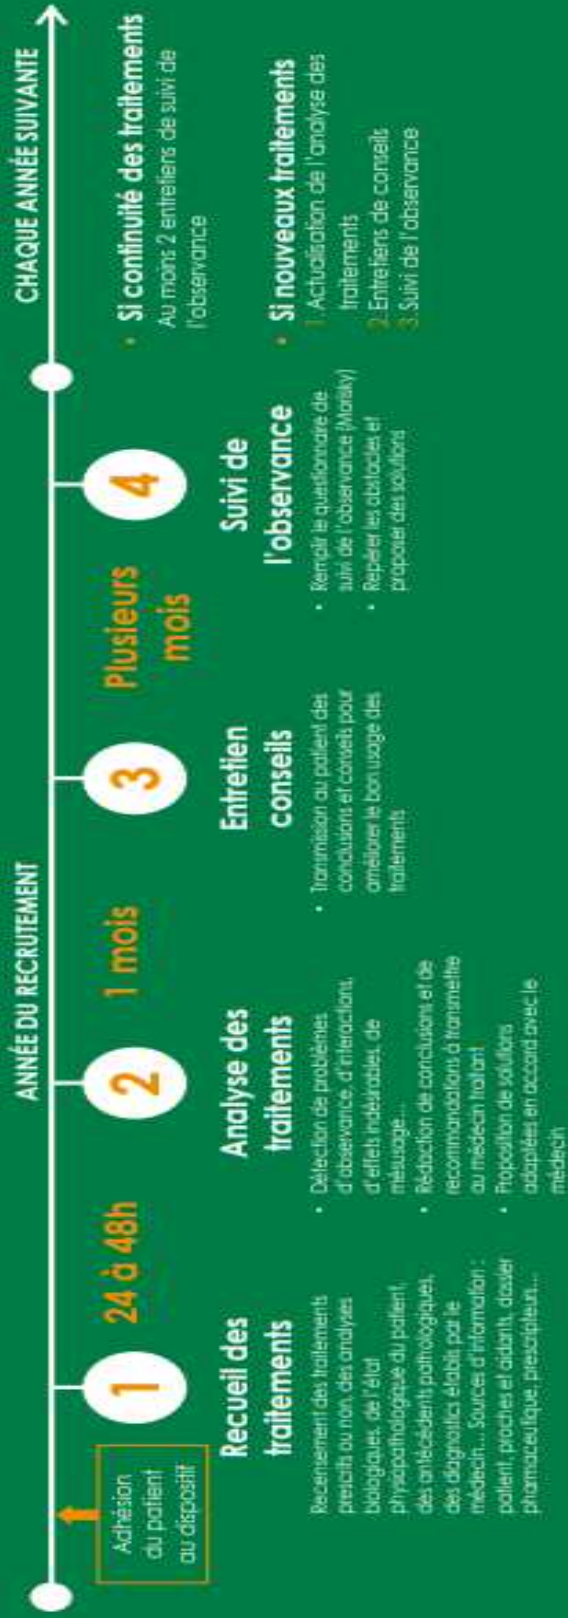 ANNÉE DU RECRUTEMENT
CHAQUE ANNÉE SUIVANTE
Adhésion
du patient
au dispositif
1
24 à 48h
2
1 mois
3
Plusieurs
mois
4
Recueil des
traitements
Recensement des traitements
prescrits ou non, des analyses
biologiques, de l'état
physiopathologique du patient,
des antécédents pathologiques,
des diagnostics établis par le
médecin... Sources d'information :
patient, proches et aidants, dossier
pharmaceutique, prescripteurs...
Analyse des
traitements
• Détection de problèmes
d'observance, d'interactions,
d'effets indésirables, de
mésusage...
• Rédaction de conclusions et de
recommandations à transmettre
au médecin traitant
• Proposition de solutions
adaptées en accord avec le
médecin
Entretien
conseils
• Transmission au patient des
conclusions et conseils pour
améliorer le bon usage des
traitements
Suivi de
l'observance
• Remplir le questionnaire de
suivi de l'observance (Morisky)
• Repérer les obstacles et
proposer des solutions
• Si continuité des traitements
Au moins 2 entretiens de suivi de
l'observance
• Si nouveaux traitements
1. Actualisation de l'analyse des
traitements
2. Entretiens de conseils
3. Suivi de l'observance